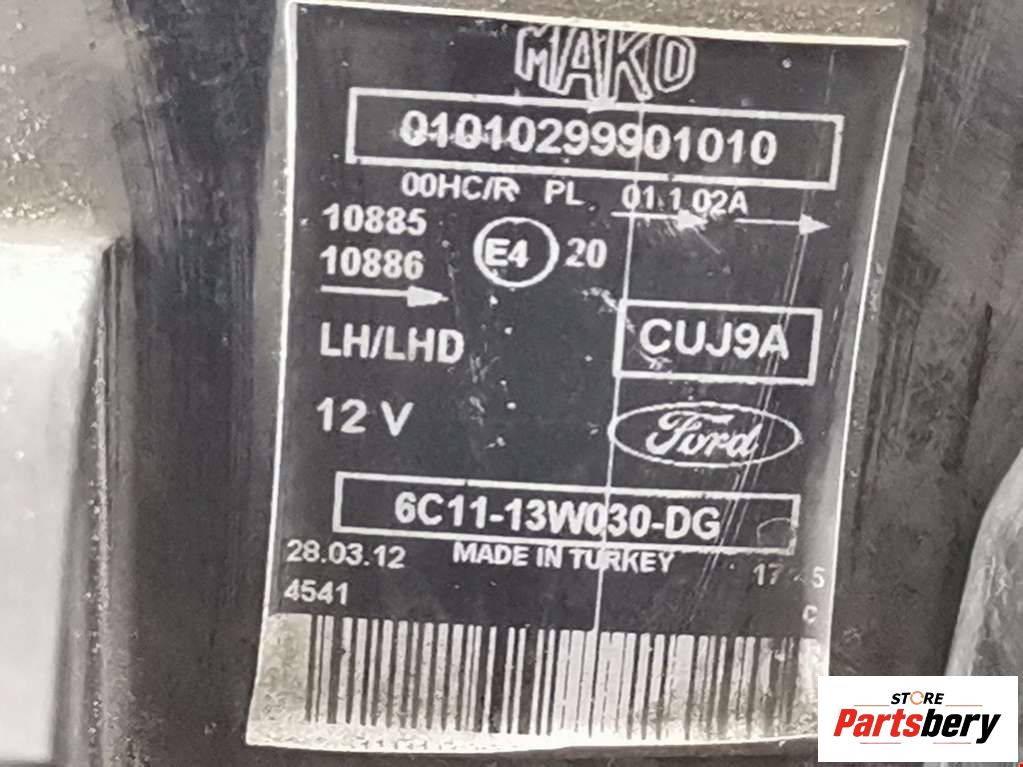 MAKO
01010299901010
00HC/R PL 01 1 02A
10885
10886
E4 20
LH/LHD
CUJ9A
12 V
Ford
6C11-13W030-DG
28.03.12 MADE IN TURKEY
4541
C
STORE
Partsbery